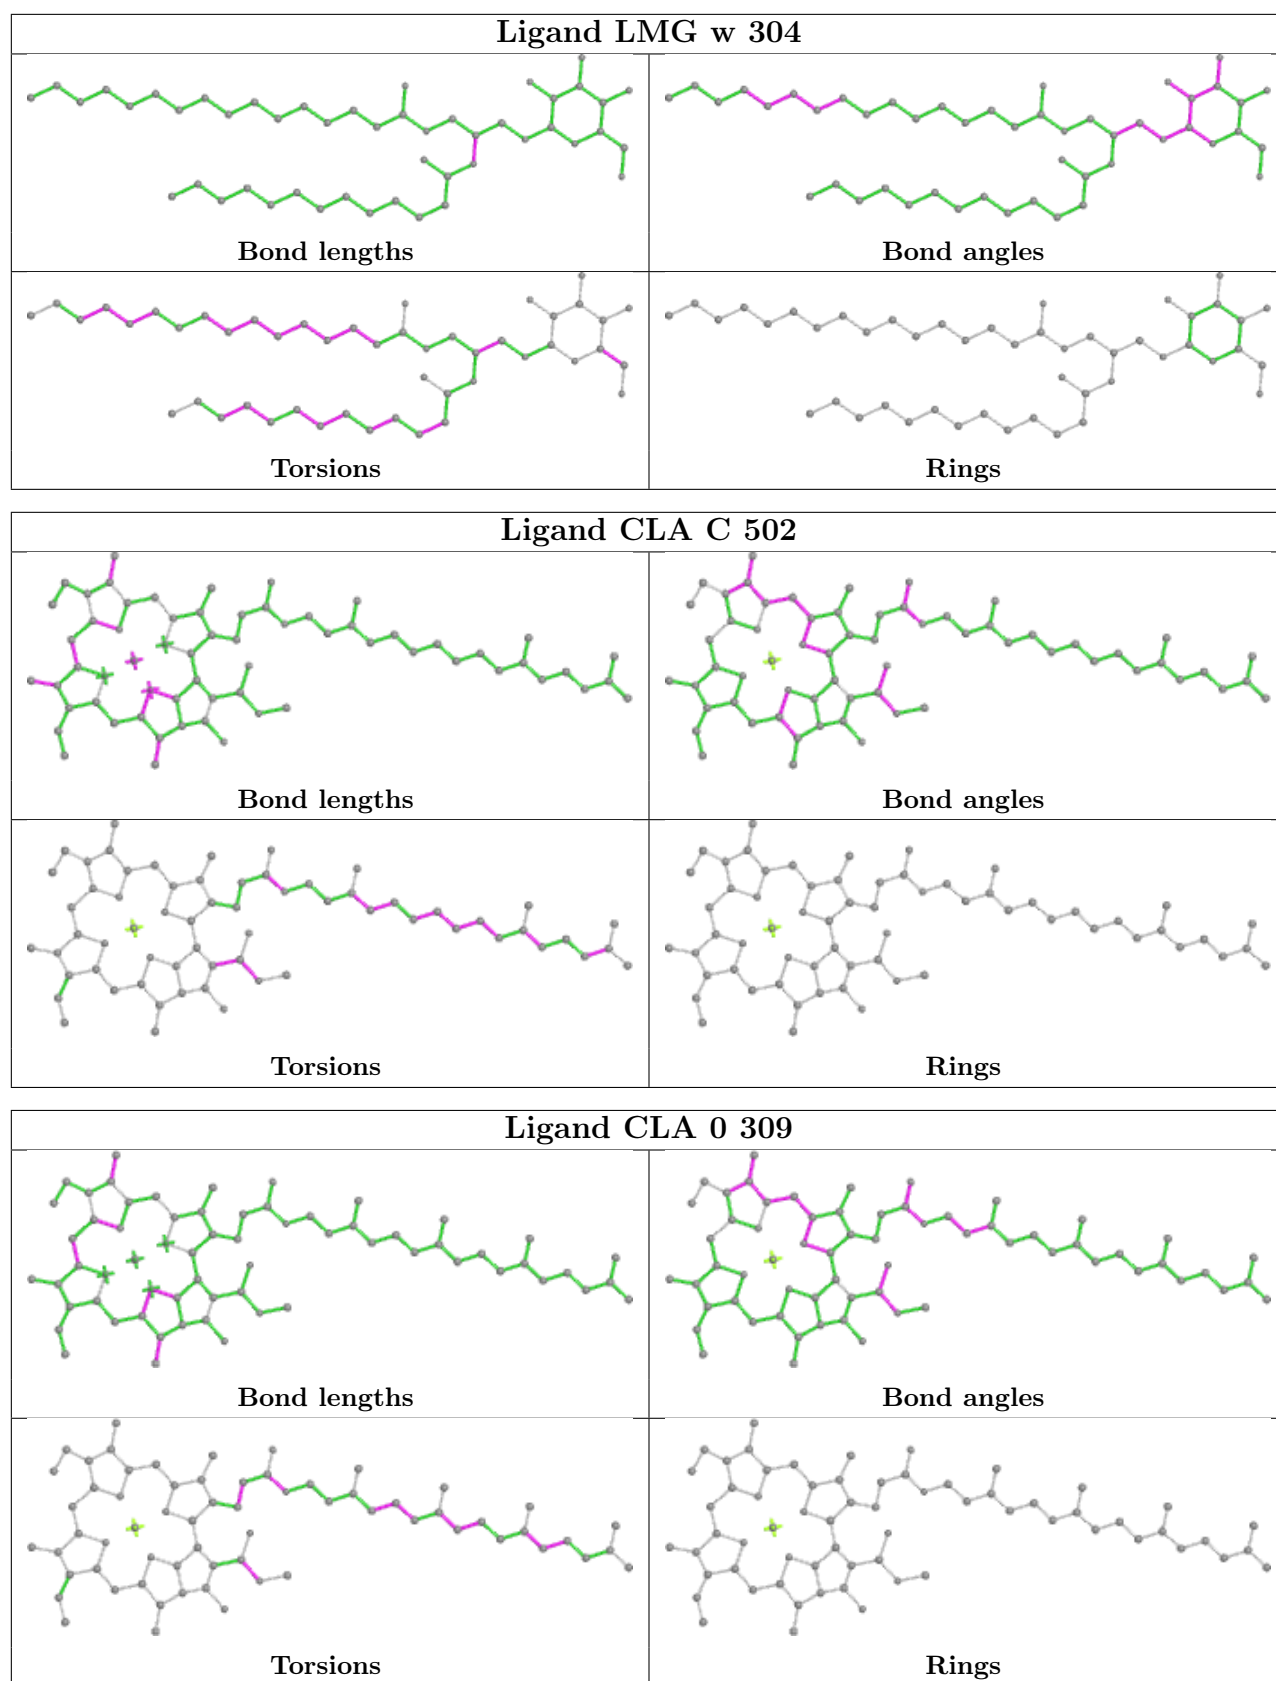 Ligand LMG w 304
Bond lengths
Bond angles
Torsions
Rings
Ligand CLA C 502
Bond lengths
Bond angles
Torsions
Rings
Ligand CLA 0 309
Bond lengths
Bond angles
Torsions
Rings